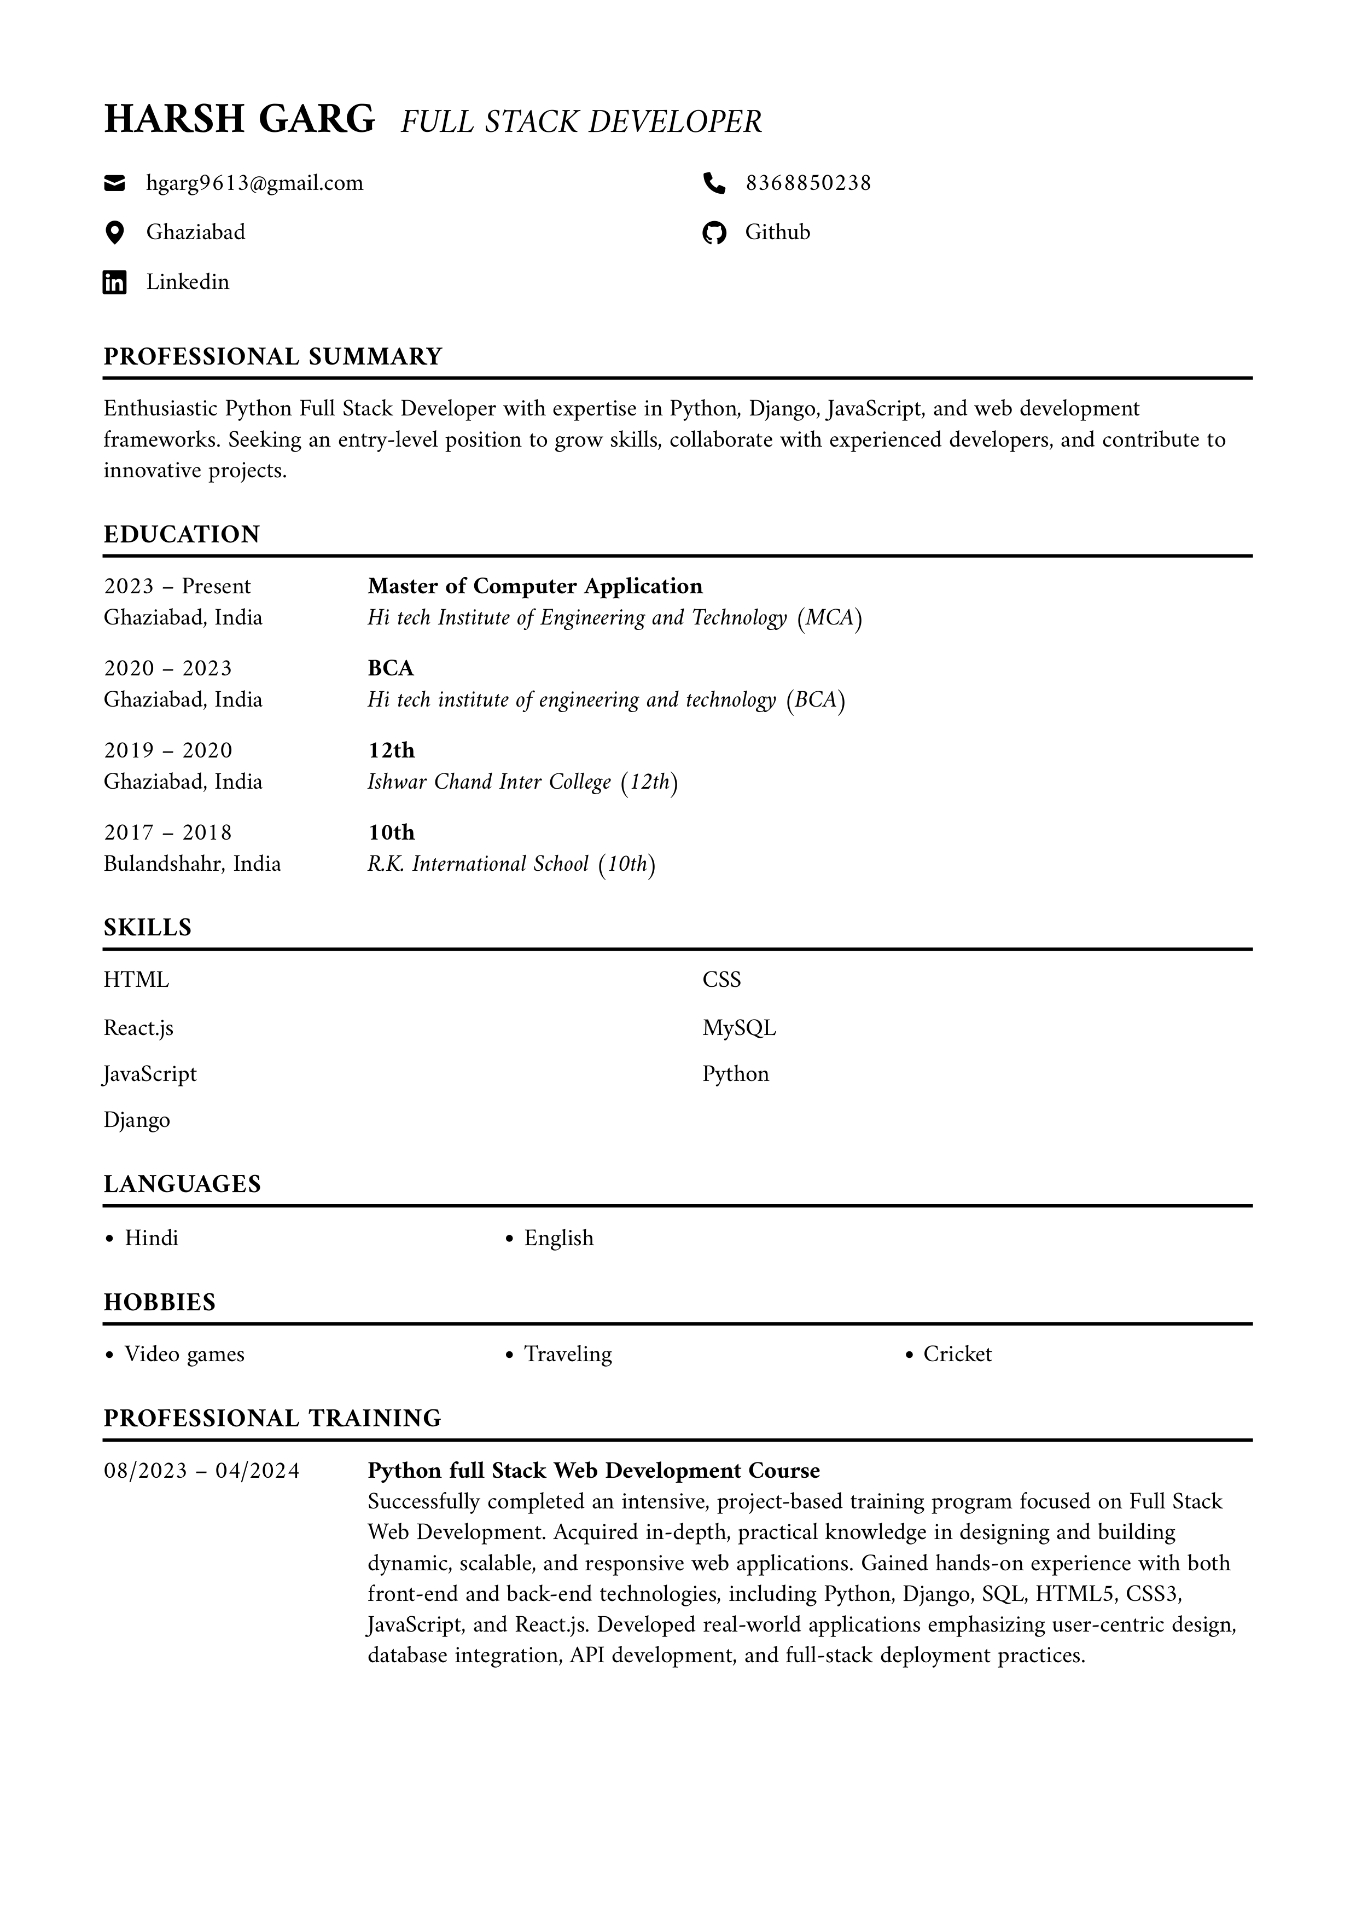 HARSH GARG FULL STACK DEVELOPER
hgarg9613@gmail.com 8368850238
Ghaziabad Github
Linkedin
PROFESSIONAL SUMMARY
Enthusiastic Python Full Stack Developer with expertise in Python, Django, JavaScript, and web development
frameworks. Seeking an entry-level position to grow skills, collaborate with experienced developers, and contribute to
innovative projects.
EDUCATION
2023 – Present Master of Computer Application
Ghaziabad, India Hi tech Institute of Engineering and Technology (MCA)
2020 – 2023 BCA
Ghaziabad, India Hi tech institute of engineering and technology (BCA)
2019 – 2020 12th
Ghaziabad, India Ishwar Chand Inter College (12th)
2017 – 2018 10th
Bulandshahr, India R.K. International School (10th)
SKILLS
HTML CSS
React.js MySQL
JavaScript Python
Django
LANGUAGES
• Hindi • English
HOBBIES
• Video games • Traveling • Cricket
PROFESSIONAL TRAINING
08/2023 – 04/2024 Python full Stack Web Development Course
Successfully completed an intensive, project-based training program focused on Full Stack
Web Development. Acquired in-depth, practical knowledge in designing and building
dynamic, scalable, and responsive web applications. Gained hands-on experience with both
front-end and back-end technologies, including Python, Django, SQL, HTML5, CSS3,
JavaScript, and React.js. Developed real-world applications emphasizing user-centric design,
database integration, API development, and full-stack deployment practices.